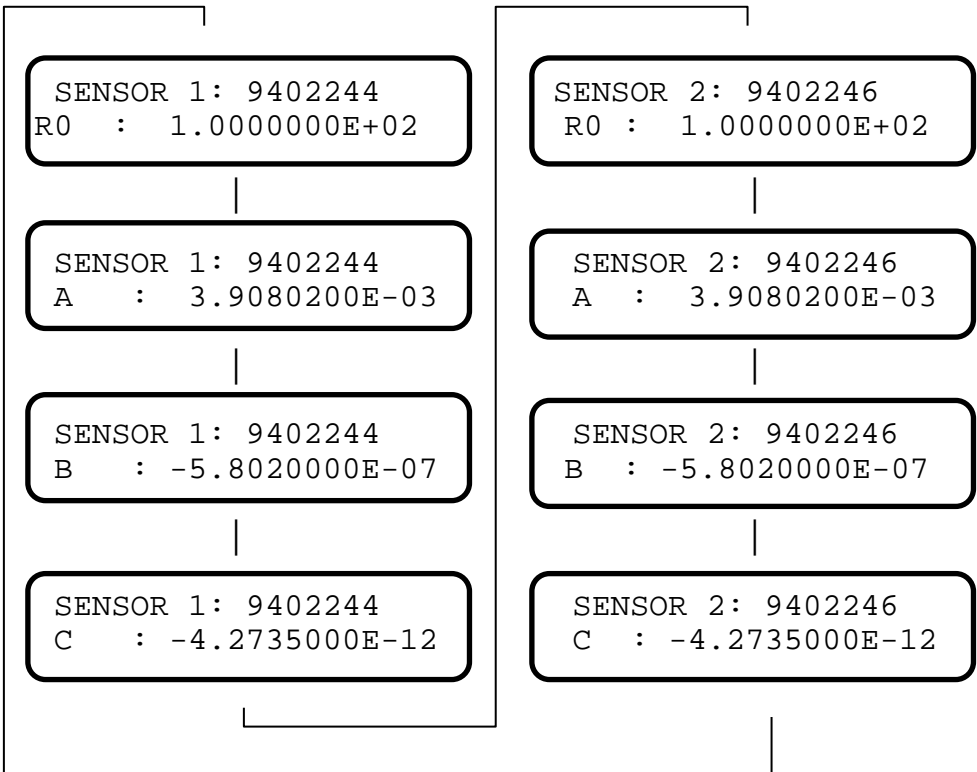 SENSOR 1: 9402244
R0 : 1.0000000E+02
SENSOR 1: 9402244
A : 3.9080200E-03
SENSOR 1: 9402244
B : -5.8020000E-07
SENSOR 1: 9402244
C : -4.2735000E-12
SENSOR 2: 9402246
R0 : 1.0000000E+02
SENSOR 2: 9402246
A : 3.9080200E-03
SENSOR 2: 9402246
B : -5.8020000E-07
SENSOR 2: 9402246
C : -4.2735000E-12